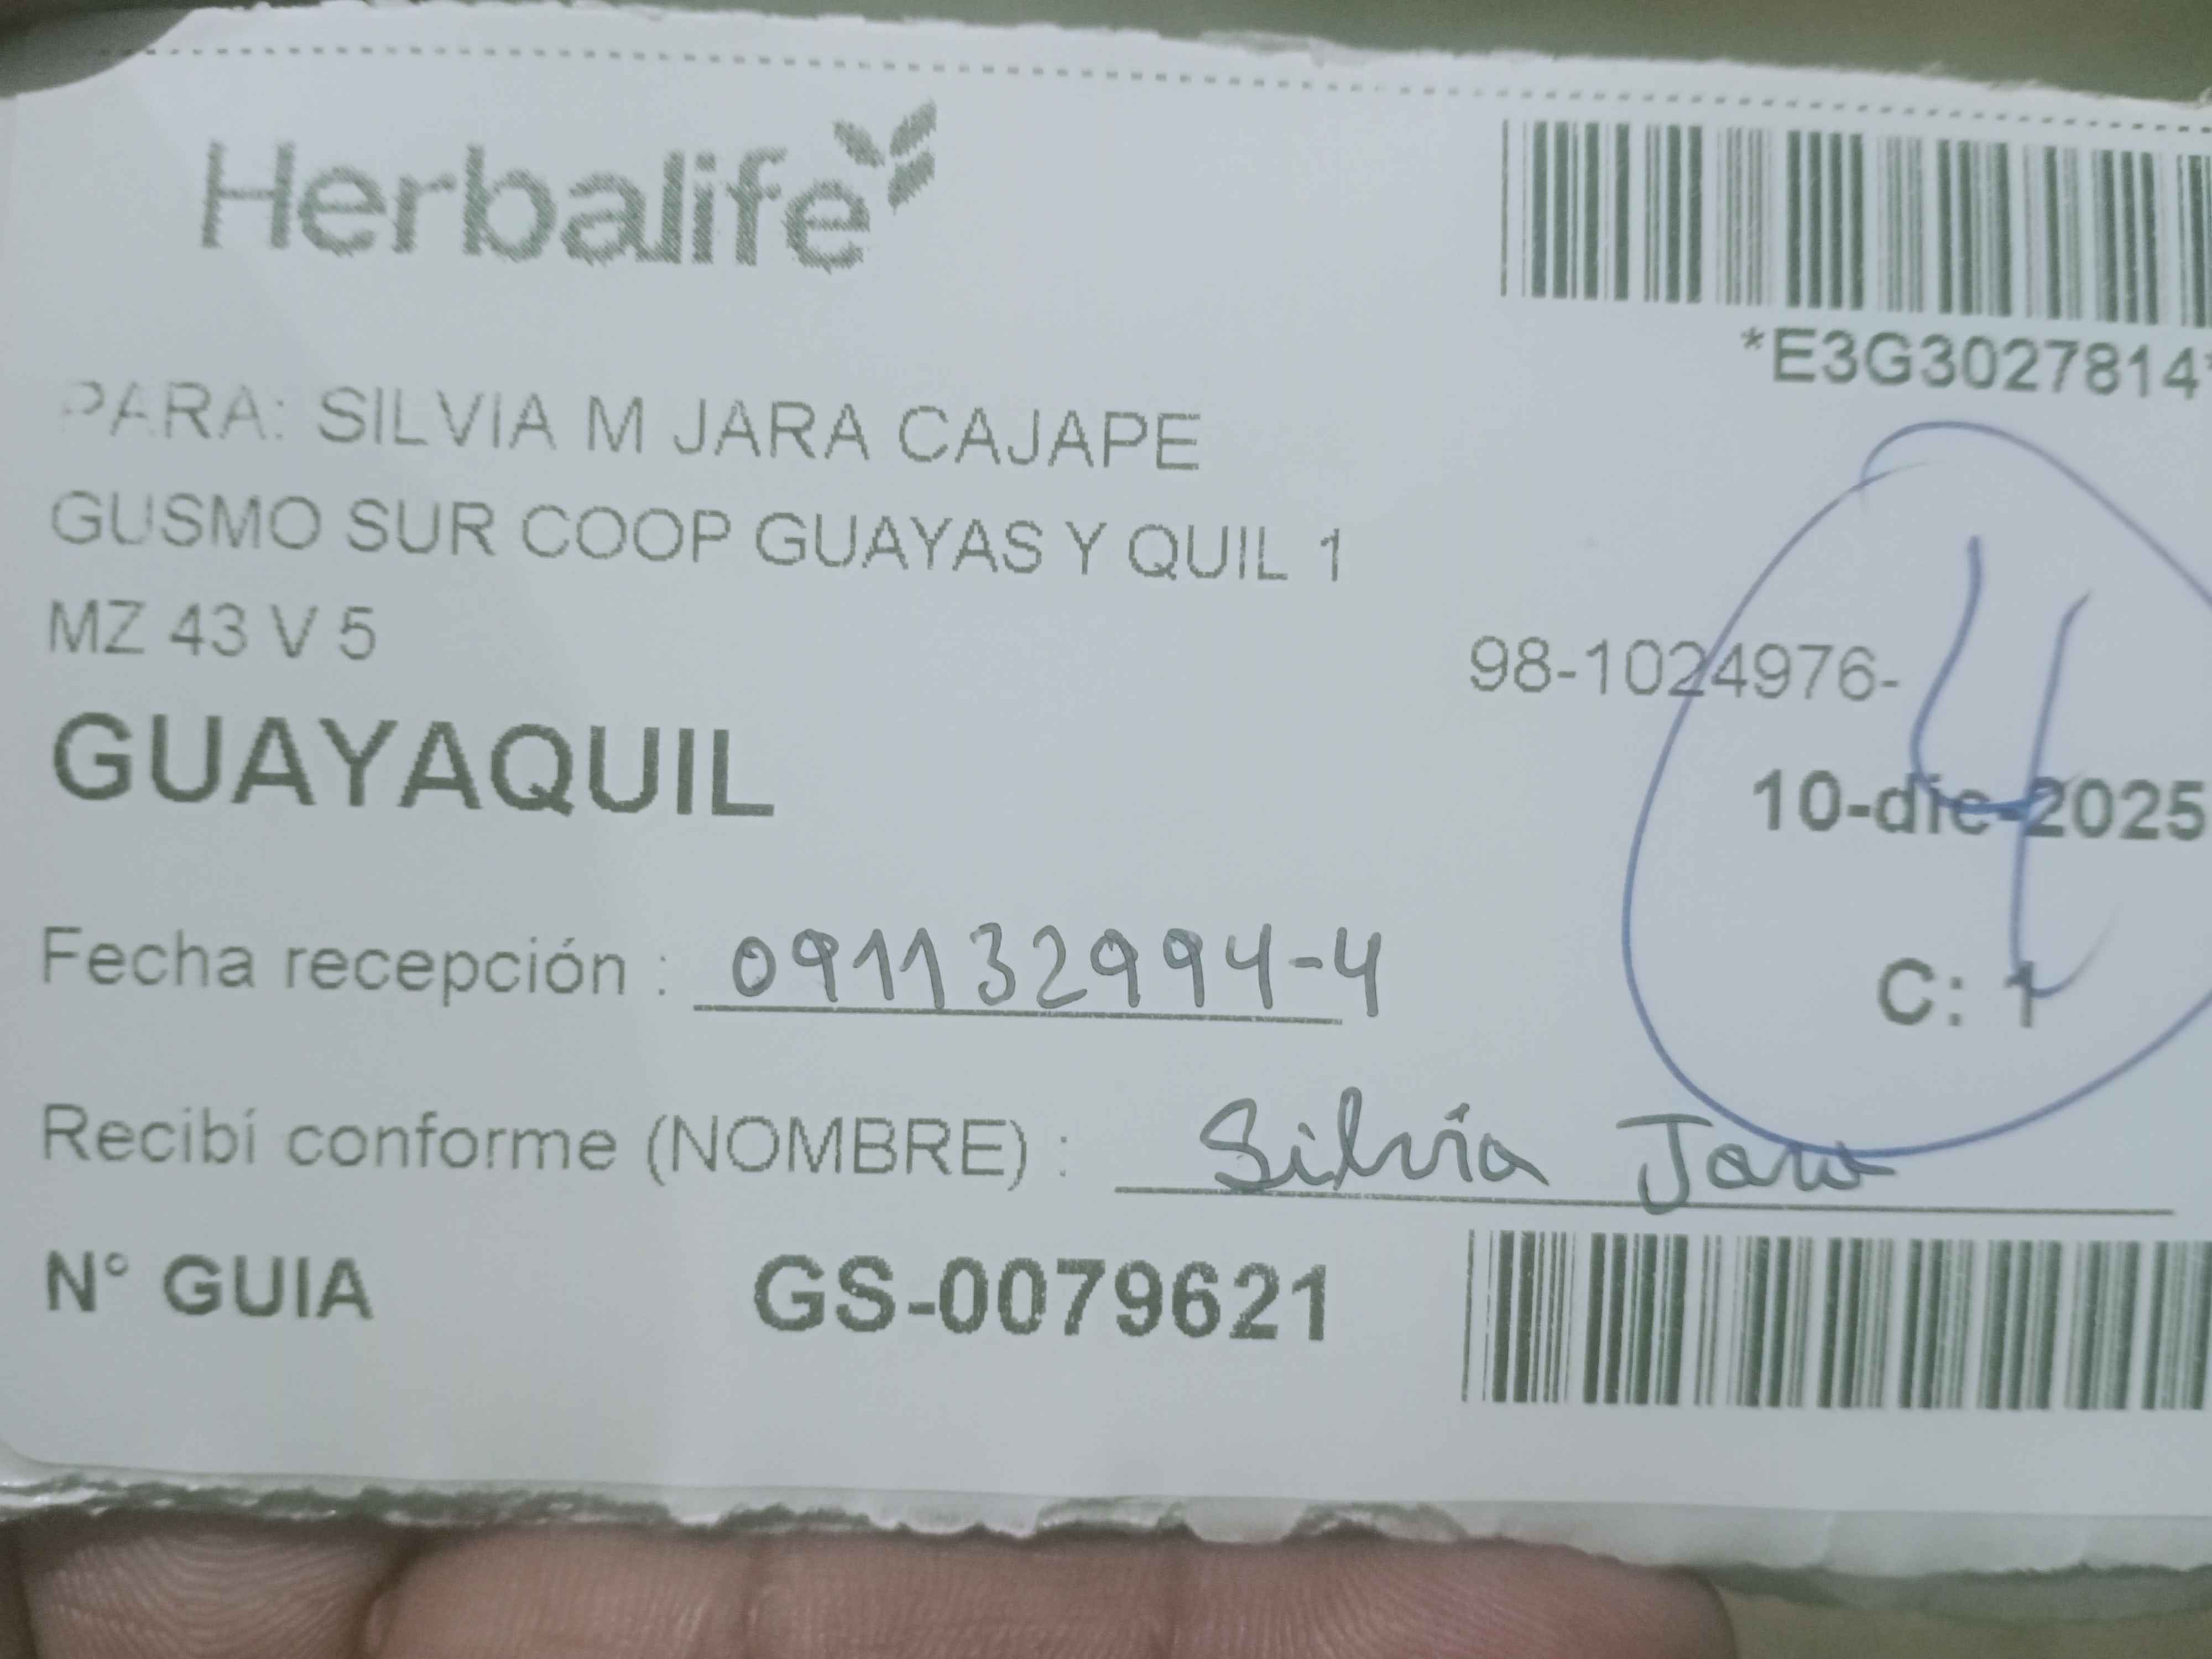 Herbalife
*E3G3027814*
PARA: SILVIA M JARA CAJAPE
GUSMO SUR COOP GUAYAS Y QUIL 1
MZ 43 V 5
98-1024976-
4
GUAYAQUIL
10-dic-2025
Fecha recepción : 091132994-4
C: 1
Recibí conforme (NOMBRE) : Silvia Jara
N° GUIA GS-0079621